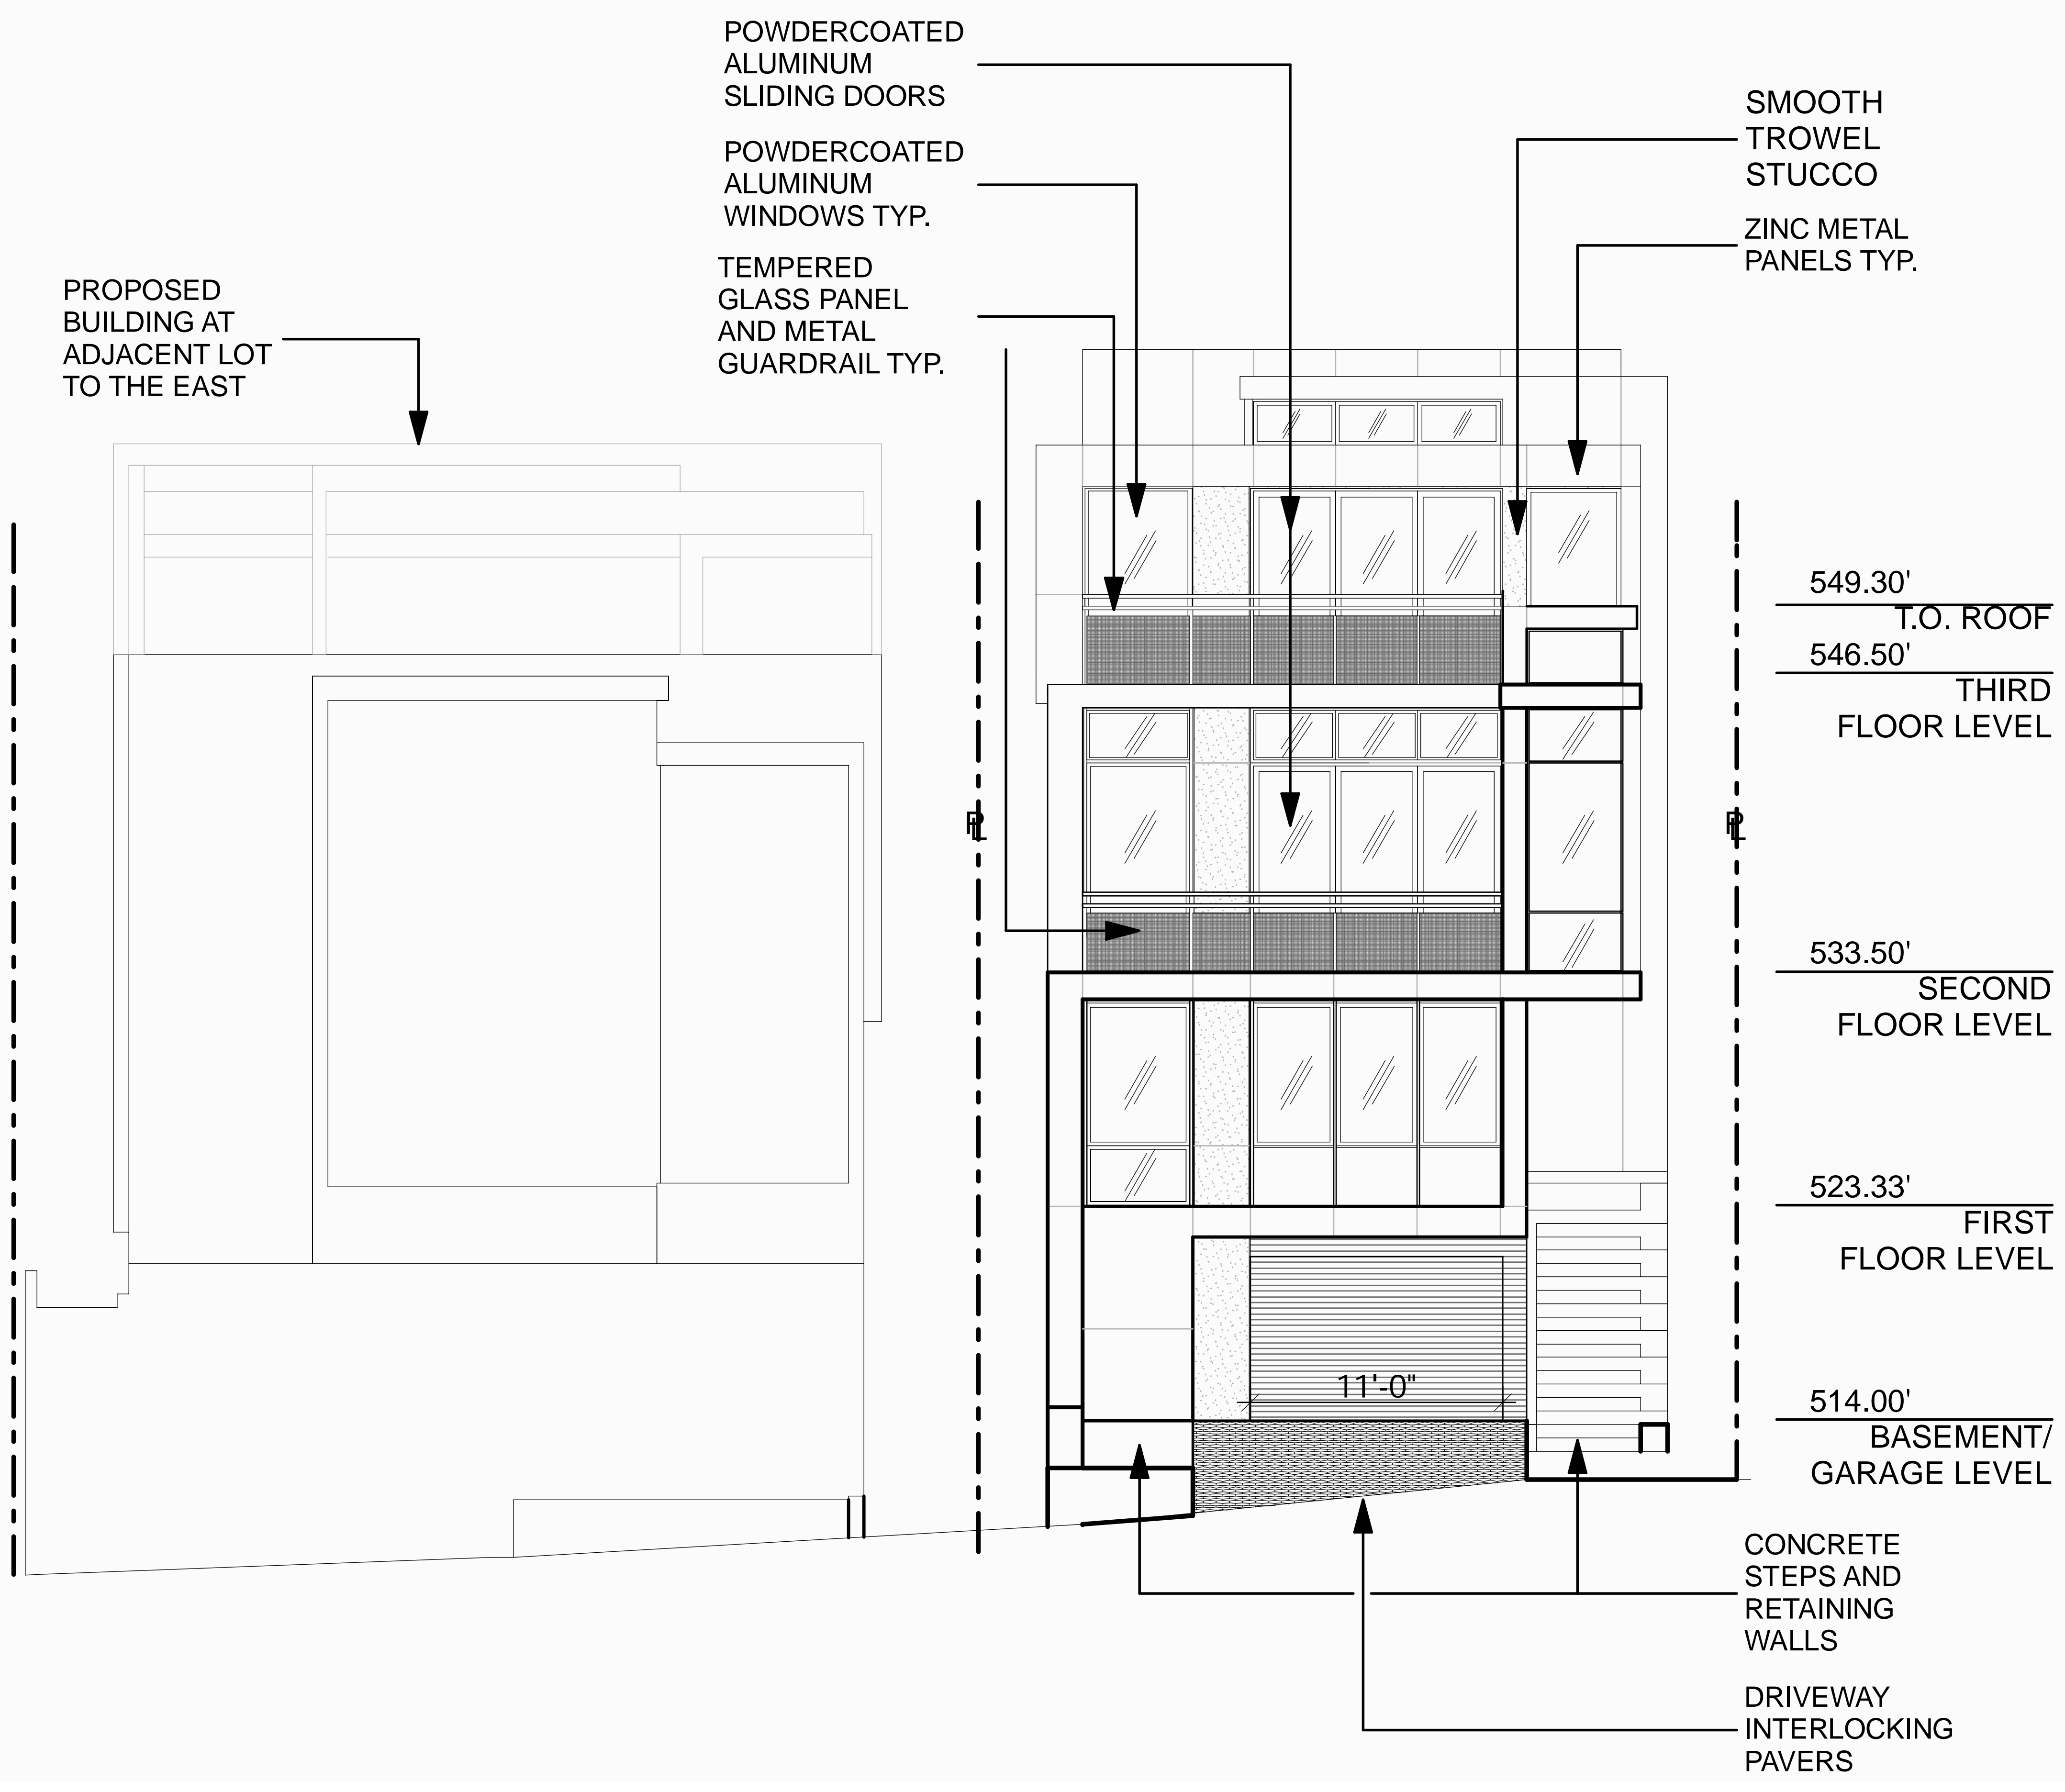 POWDERCOATED
ALUMINUM
SLIDING DOORS
POWDERCOATED
ALUMINUM
WINDOWS TYP.
TEMPERED
GLASS PANEL
AND METAL
GUARDRAIL TYP.
PROPOSED
BUILDING AT
ADJACENT LOT
TO THE EAST
SMOOTH
TROWEL
STUCCO
ZINC METAL
PANELS TYP.
549.30'
T.O. ROOF
546.50'
THIRD
FLOOR LEVEL
PL
PL
533.50'
SECOND
FLOOR LEVEL
523.33'
FIRST
FLOOR LEVEL
11'-0"
514.00'
BASEMENT/
GARAGE LEVEL
CONCRETE
STEPS AND
RETAINING
WALLS
DRIVEWAY
INTERLOCKING
PAVERS